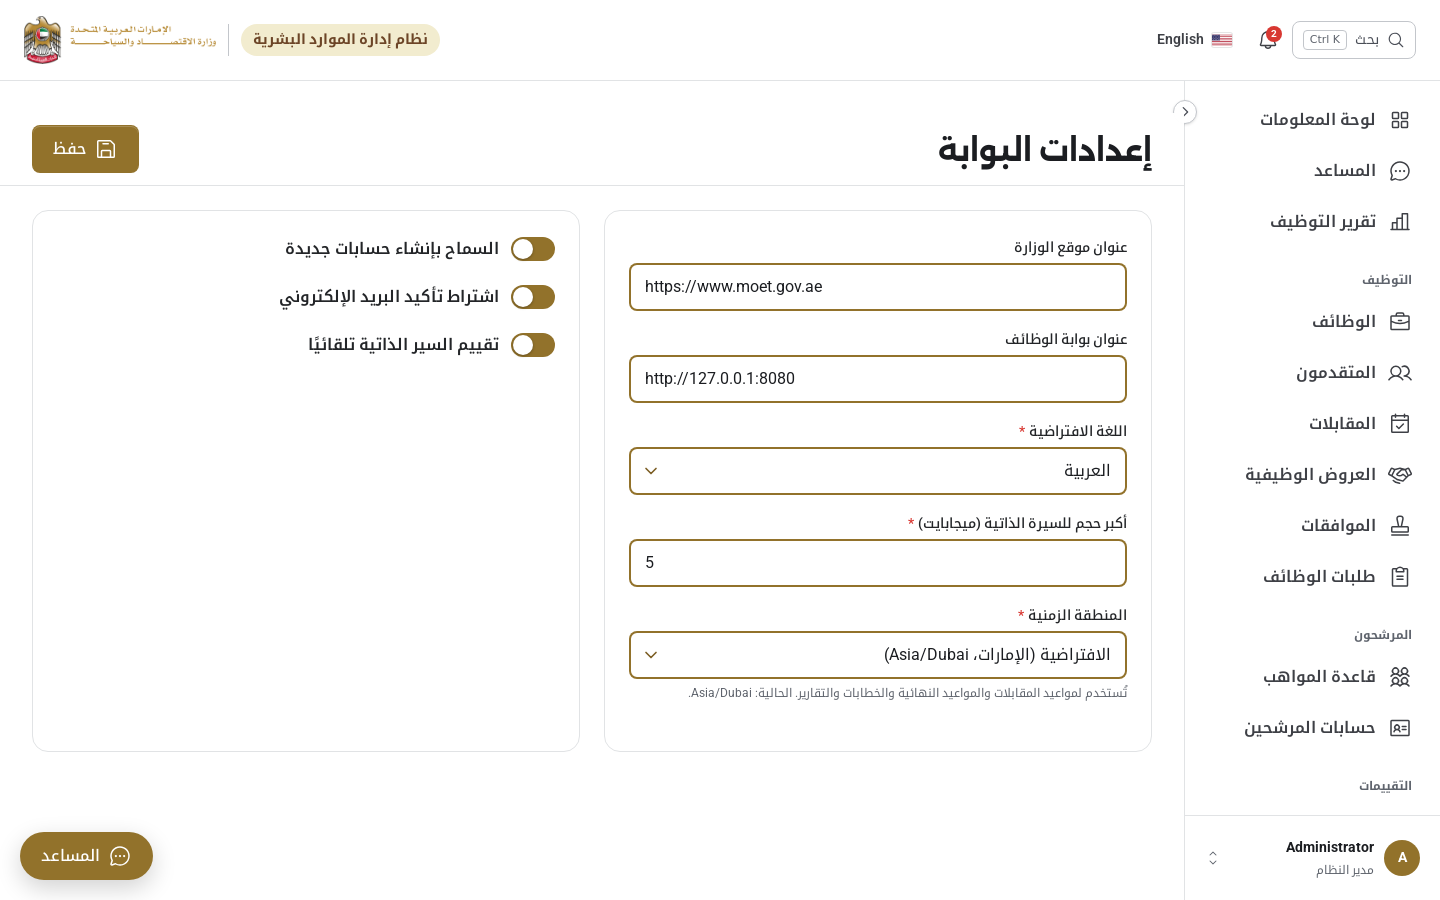 بحث Ctrl K
2
English
نظام إدارة الموارد البشرية
الإمارات العربية المتحدة
وزارة الاقتصاد والسياحة
لوحة المعلومات
المساعد
تقرير التوظيف
التوظيف
الوظائف
المتقدمون
المقابلات
العروض الوظيفية
الموافقات
طلبات الوظائف
المرشحون
قاعدة المواهب
حسابات المرشحين
التقييمات
A
Administrator
مدير النظام
إعدادات البوابة
حفظ
عنوان موقع الوزارة
https://www.moet.gov.ae
عنوان بوابة الوظائف
http://127.0.0.1:8080
اللغة الافتراضية *
العربية
أكبر حجم للسيرة الذاتية (ميجابايت) *
5
المنطقة الزمنية *
الافتراضية (الإمارات، Asia/Dubai)
تُستخدم لمواعيد المقابلات والمواعيد النهائية والخطابات والتقارير. الحالية: Asia/Dubai.
السماح بإنشاء حسابات جديدة
اشتراط تأكيد البريد الإلكتروني
تقييم السير الذاتية تلقائيًا
المساعد